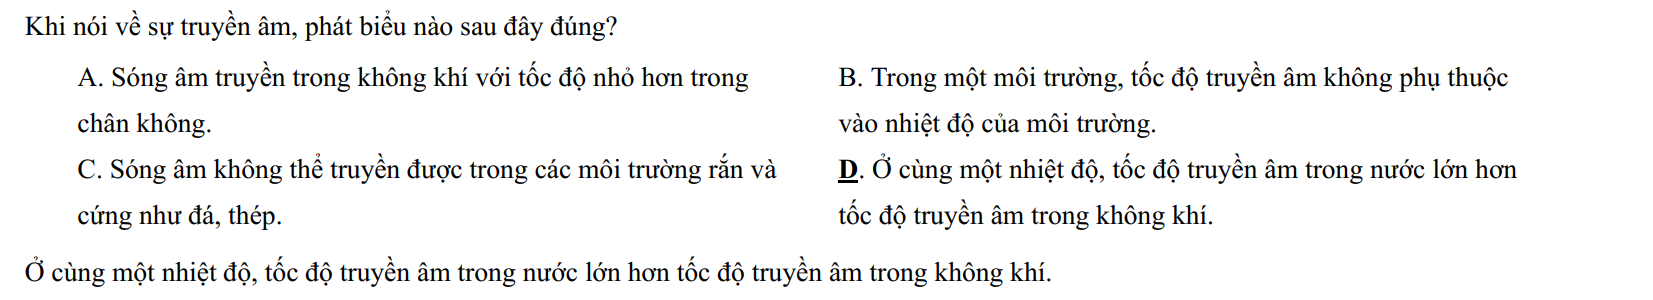 Khi nói về sự truyền âm, phát biểu nào sau đây đúng?
A. Sóng âm truyền trong không khí với tốc độ nhỏ hơn trong
chân không.
B. Trong một môi trường, tốc độ truyền âm không phụ thuộc
vào nhiệt độ của môi trường.
C. Sóng âm không thể truyền được trong các môi trường rắn và
cứng như đá, thép.
D. Ở cùng một nhiệt độ, tốc độ truyền âm trong nước lớn hơn
tốc độ truyền âm trong không khí.
Ở cùng một nhiệt độ, tốc độ truyền âm trong nước lớn hơn tốc độ truyền âm trong không khí.